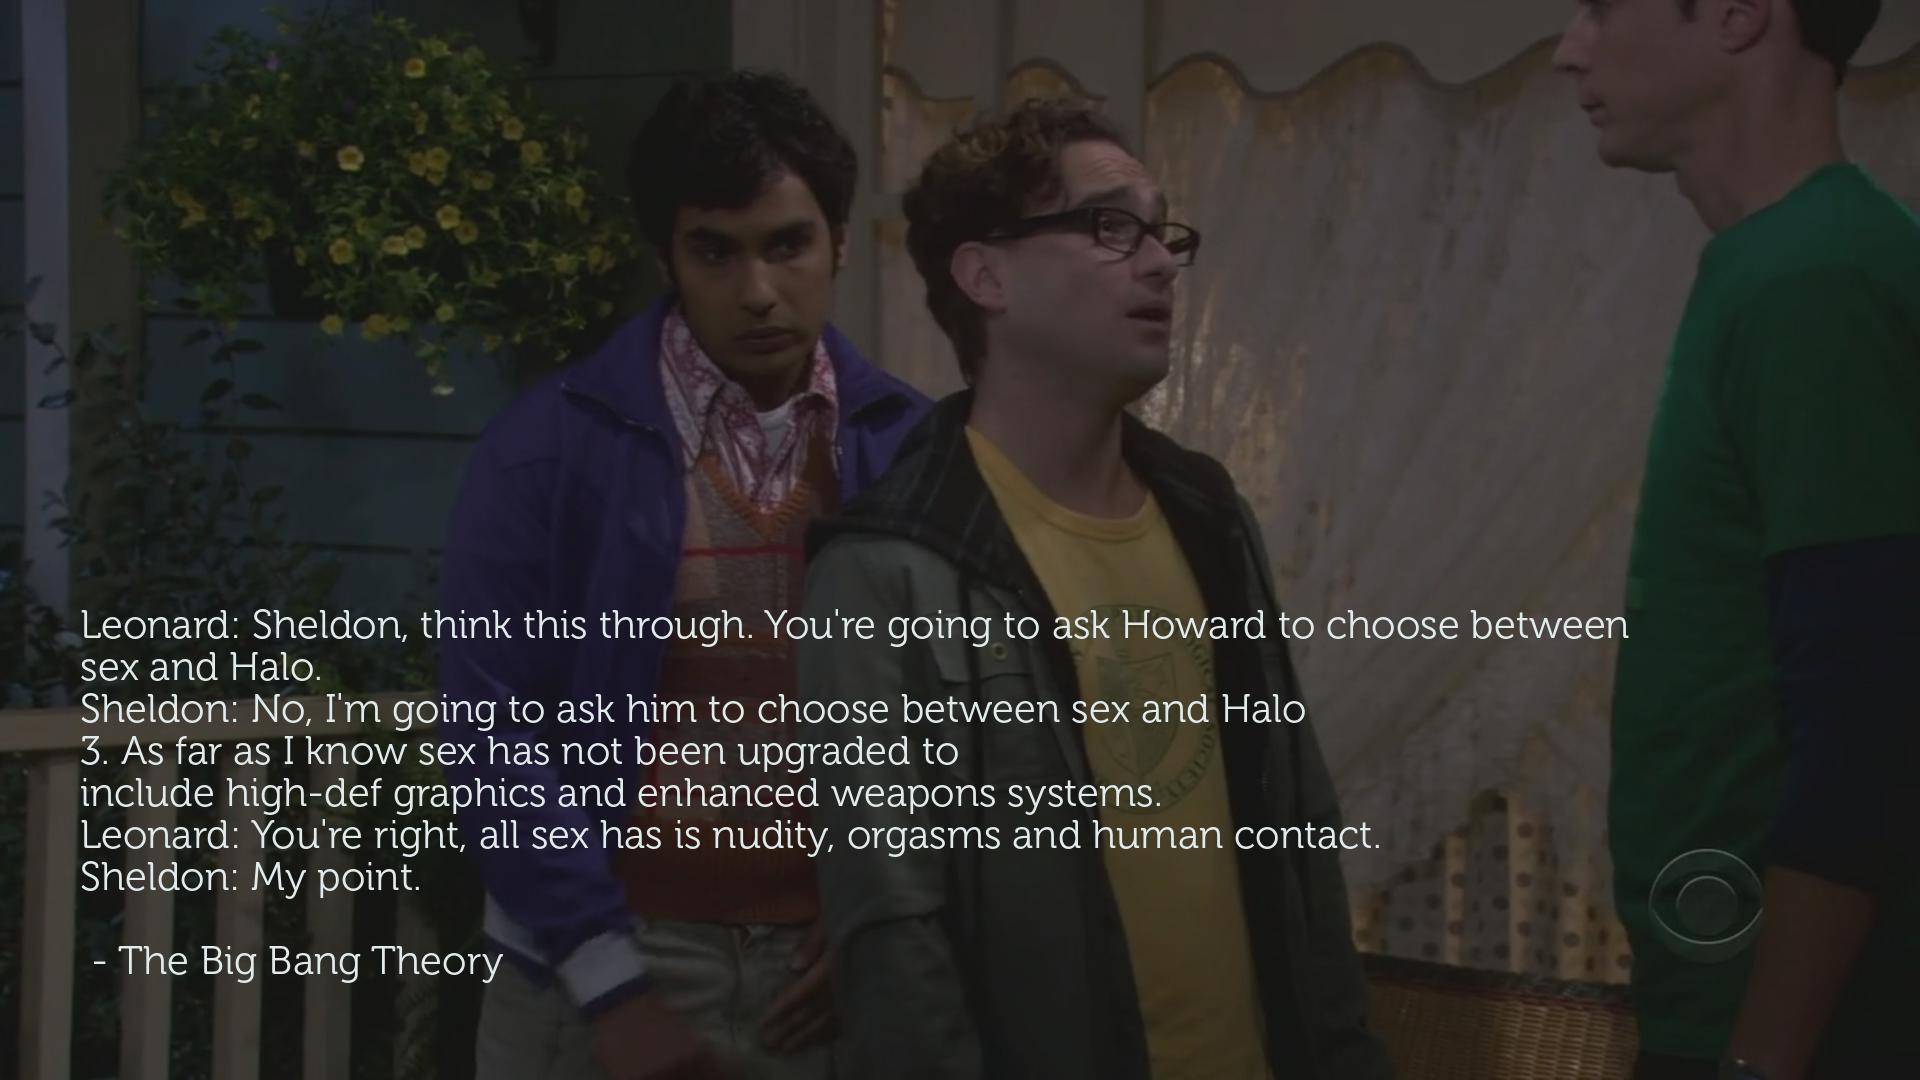 Leonard: Sheldon, think this through. You're going to ask Howard to choose between
sex and Halo.
Sheldon: No, I'm going to ask him to choose between sex and Halo
3. As far as I know sex has not been upgraded to
include high-def graphics and enhanced weapons systems.
Leonard: You're right, all sex has is nudity, orgasms and human contact.
Sheldon: My point.
- The Big Bang Theory